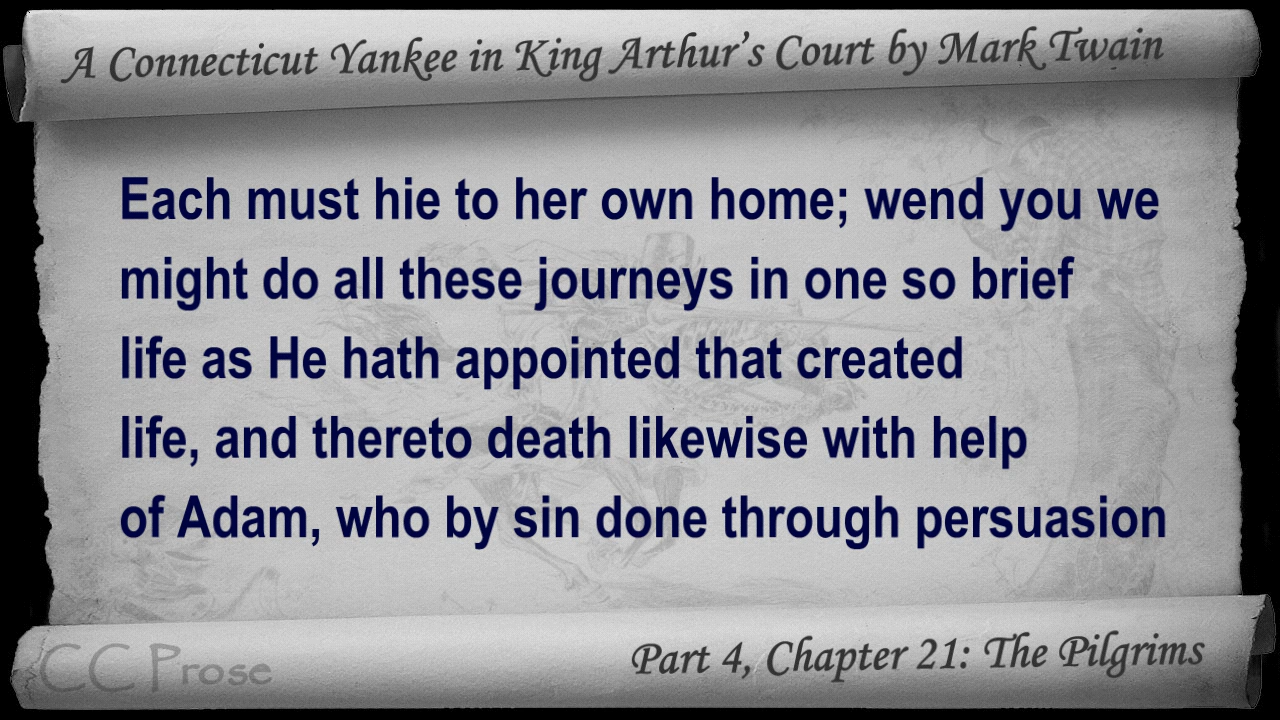 A Connecticut Yankee in King Arthur's Court by Mark Twain
Each must hie to her own home; wend you we
might do all these journeys in one so brief
life as He hath appointed that created
life, and thereto death likewise with help
of Adam, who by sin done through persuasion
CC Prose
Part 4, Chapter 21: The Pilgrims